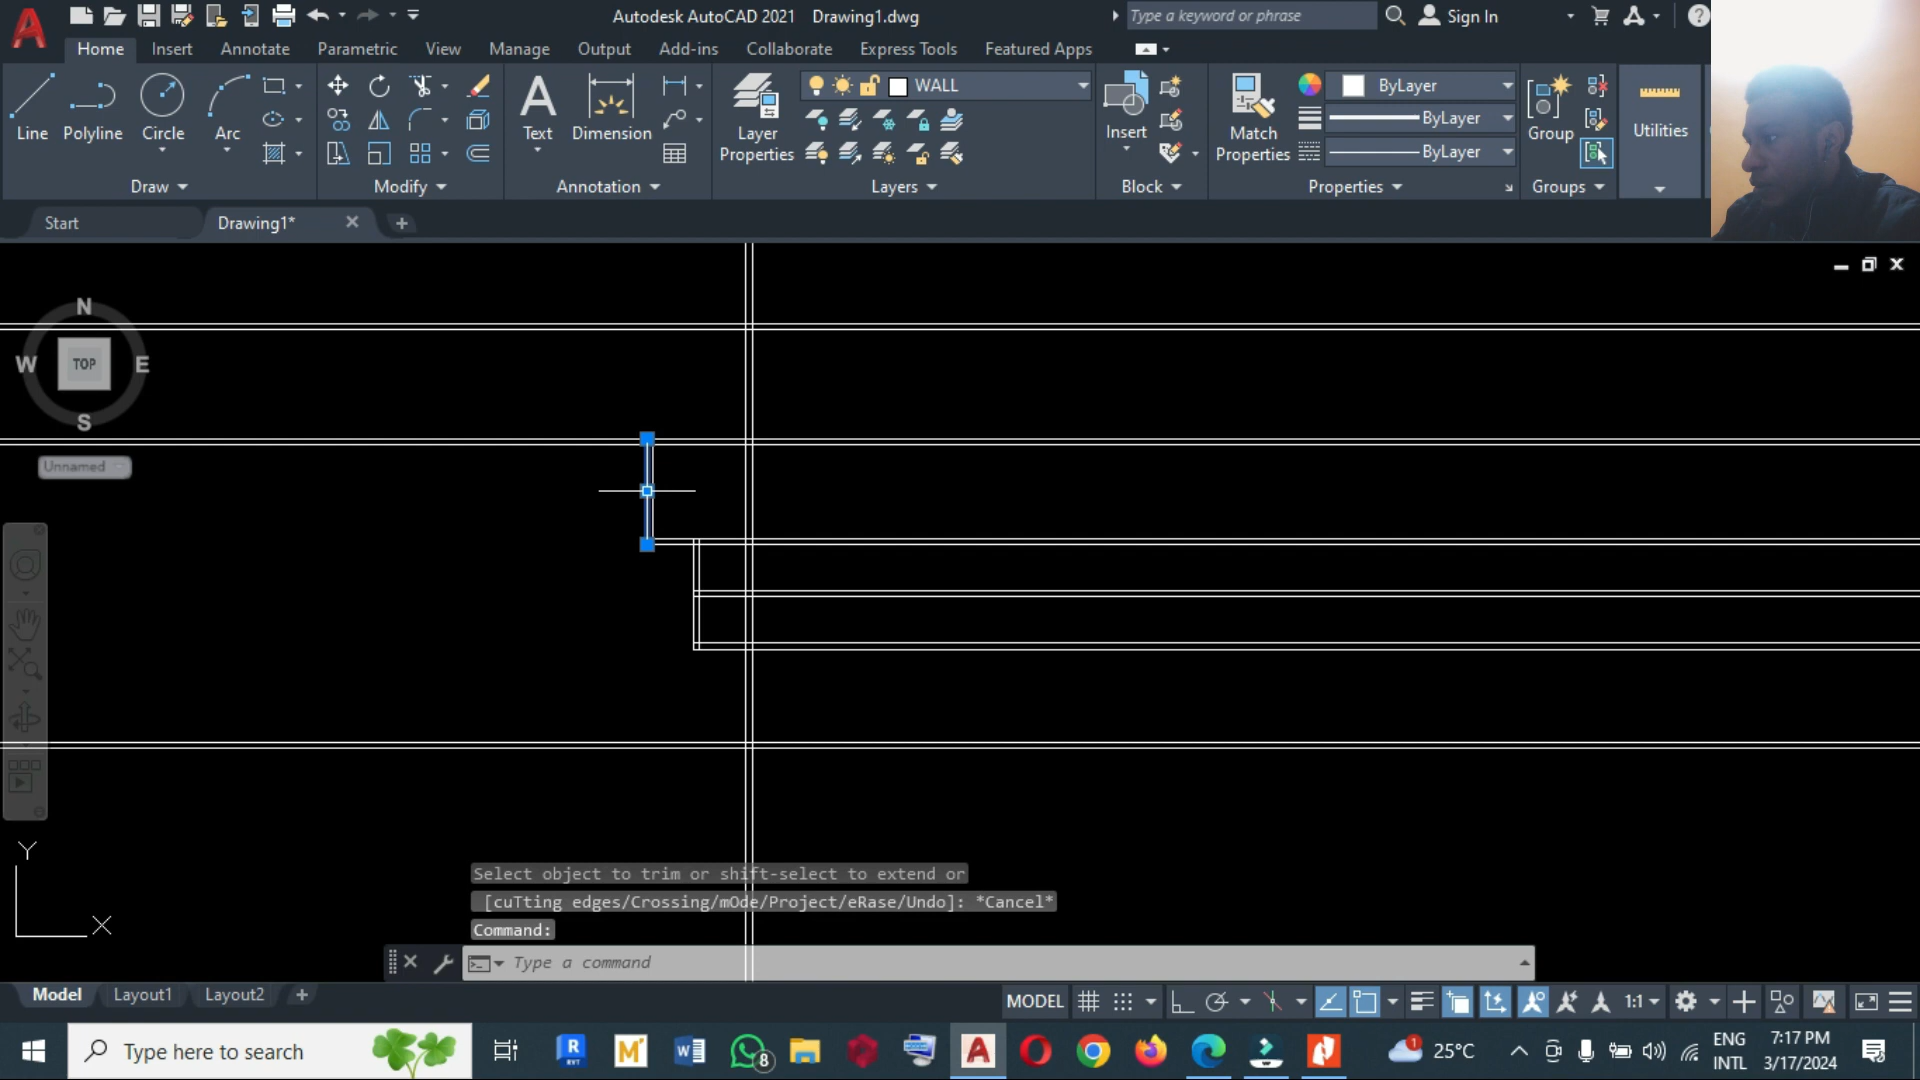 Autodesk AutoCAD 2021 Drawing1.dwg
Type a keyword or phrase
Sign In
Home Insert Annotate Parametric View Manage Output Add-ins Collaborate Express Tools Featured Apps
WALL
ByLayer
Line Polyline Circle Arc
Text Dimension
Layer Properties
Insert
Match Properties
ByLayer
ByLayer
Group
Utilities
Draw Modify Annotation Layers Block Properties Groups
Start Drawing1*
N
W TOP E
S
Unnamed
Y
X
Select object to trim or shift-select to extend or
[cuTting edges/Crossing/mOde/Project/eRase/Undo]: *Cancel*
Command:
Type a command
Model Layout1 Layout2
MODEL 1:1
Type here to search
8
1
25°C
ENG
INTL
7:17 PM
3/17/2024